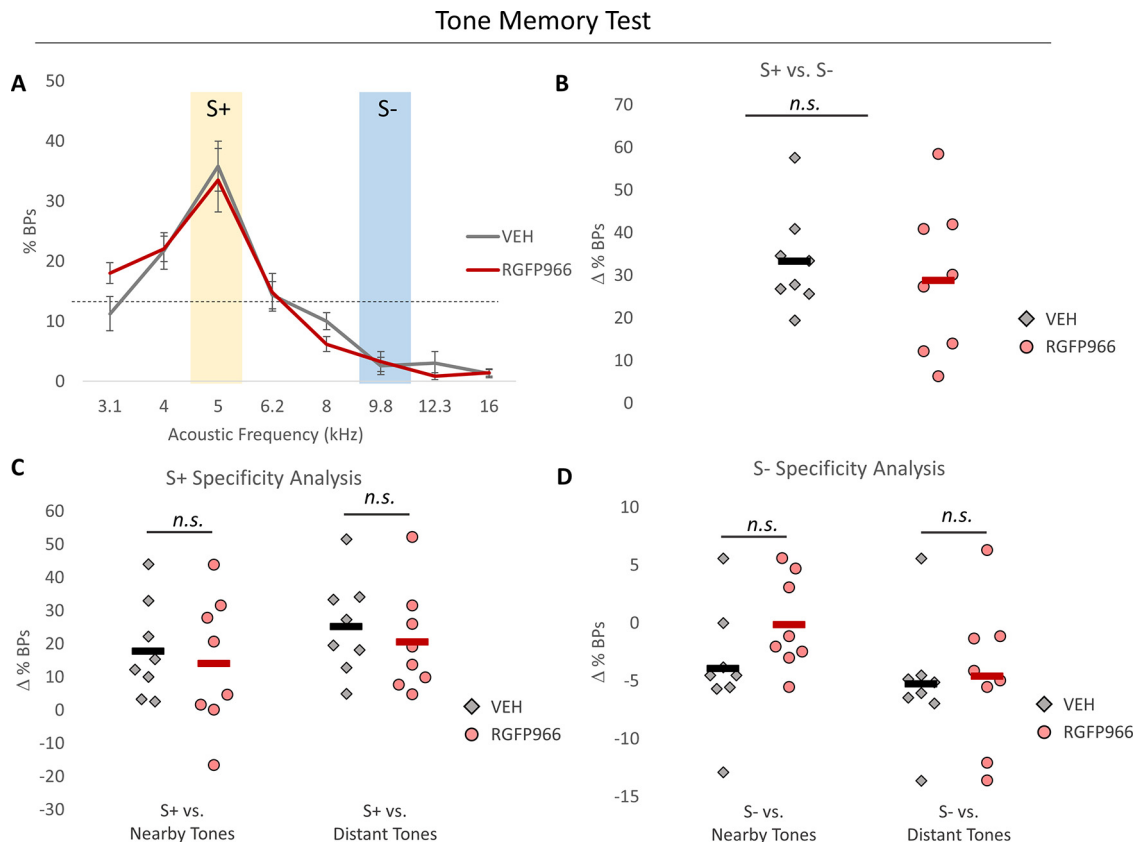 Tone Memory Test
A
50
40
30
20
10
0
% BPs
S+
S-
VEH
RGFP966
3.1 4 5 6.2 8 9.8 12.3 16
Acoustic Frequency (kHz)
B
S+ vs. S-
n.s.
70
60
50
40
30
20
10
0
Δ % BPs
VEH
RGFP966
C
S+ Specificity Analysis
n.s.
n.s.
60
50
40
30
20
10
0
-10
-20
-30
Δ % BPs
VEH
RGFP966
S+ vs.
Nearby Tones
S+ vs.
Distant Tones
D
S- Specificity Analysis
n.s.
n.s.
10
5
0
-5
-10
-15
Δ % BPs
VEH
RGFP966
S- vs.
Nearby Tones
S- vs.
Distant Tones